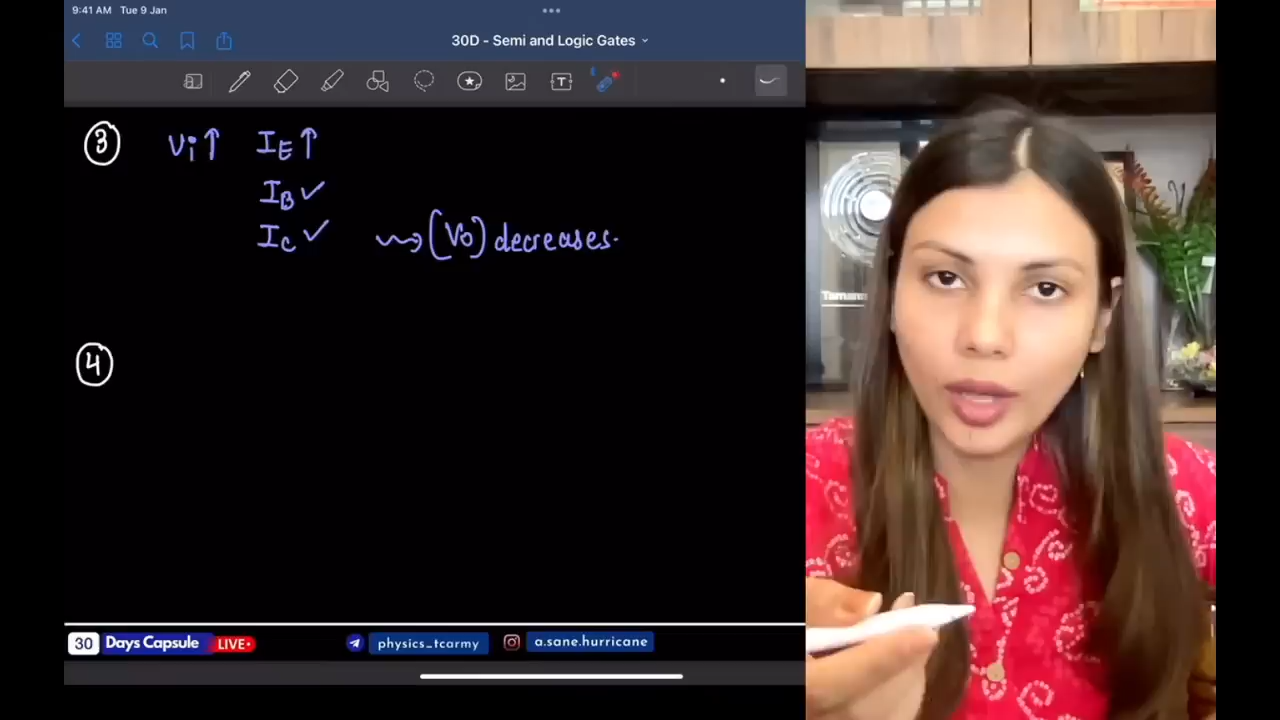 9:41 AM Tue 9 Jan
30D - Semi and Logic Gates
T
③ Vi↑ IE↑
IB✓
IC✓ ⇝ (Vo) decreases.
④
30 Days Capsule LIVE physics_tcarmy a.sane.hurricane